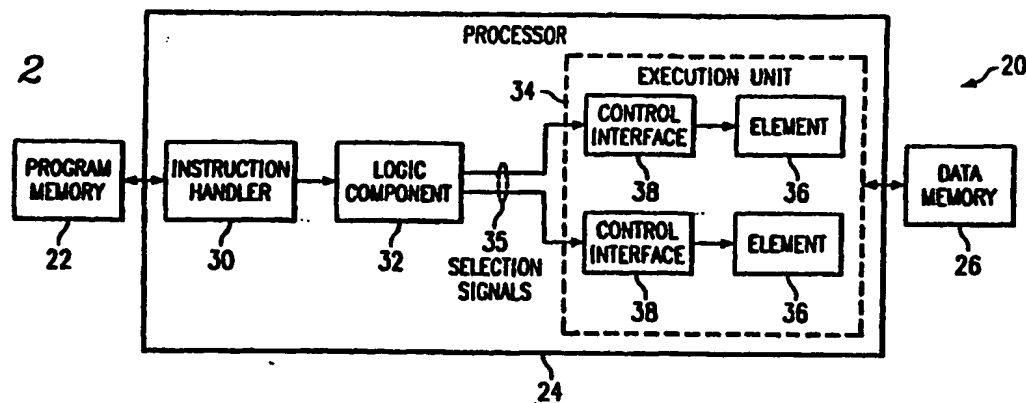 2
PROCESSOR
20
34
EXECUTION UNIT
CONTROL
INTERFACE
38
ELEMENT
36
PROGRAM
MEMORY
22
INSTRUCTION
HANDLER
30
LOGIC
COMPONENT
32
35
SELECTION
SIGNALS
CONTROL
INTERFACE
38
ELEMENT
36
DATA
MEMORY
26
24